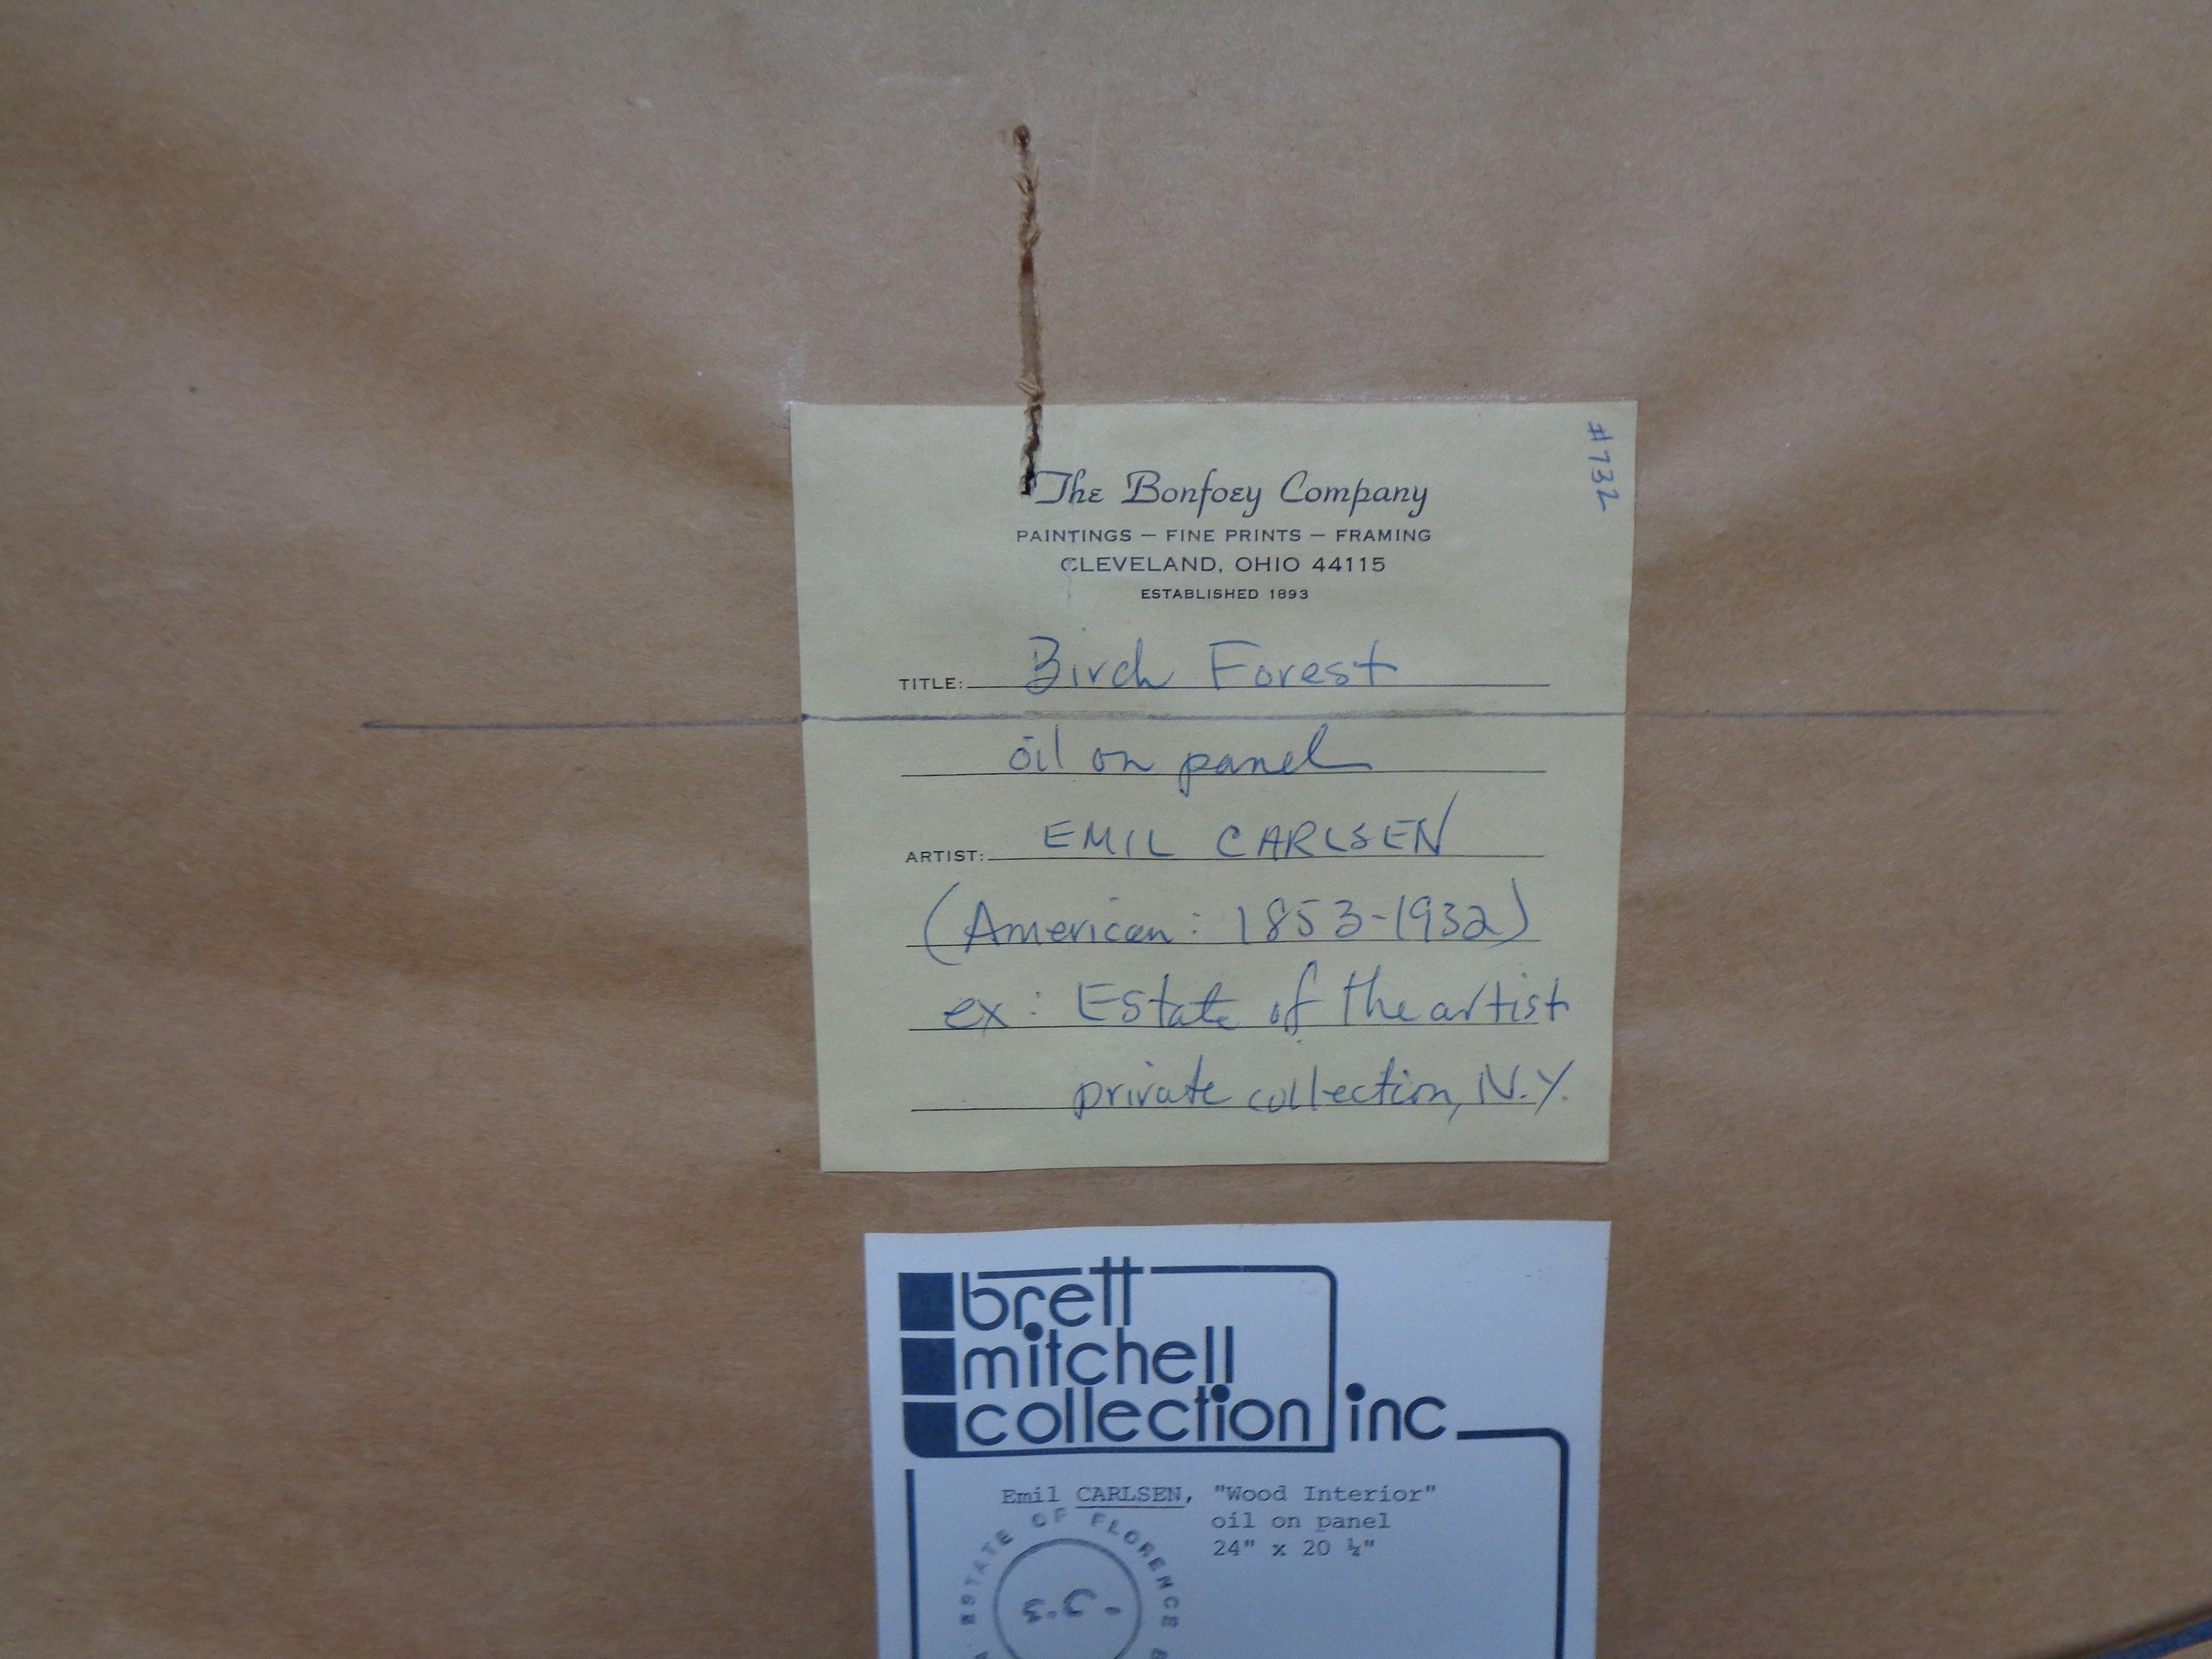 #732
The Bonfoey Company
PAINTINGS — FINE PRINTS — FRAMING
CLEVELAND, OHIO 44115
ESTABLISHED 1893
TITLE: Birch Forest
oil on panel
ARTIST: EMIL CARLSEN
(American: 1853-1932)
ex: Estate of the artist
private collection, N.Y.
brett
mitchell
collection inc
Emil CARLSEN, "Wood Interior"
oil on panel
24" x 20 ½"
ESTATE OF FLORENCE